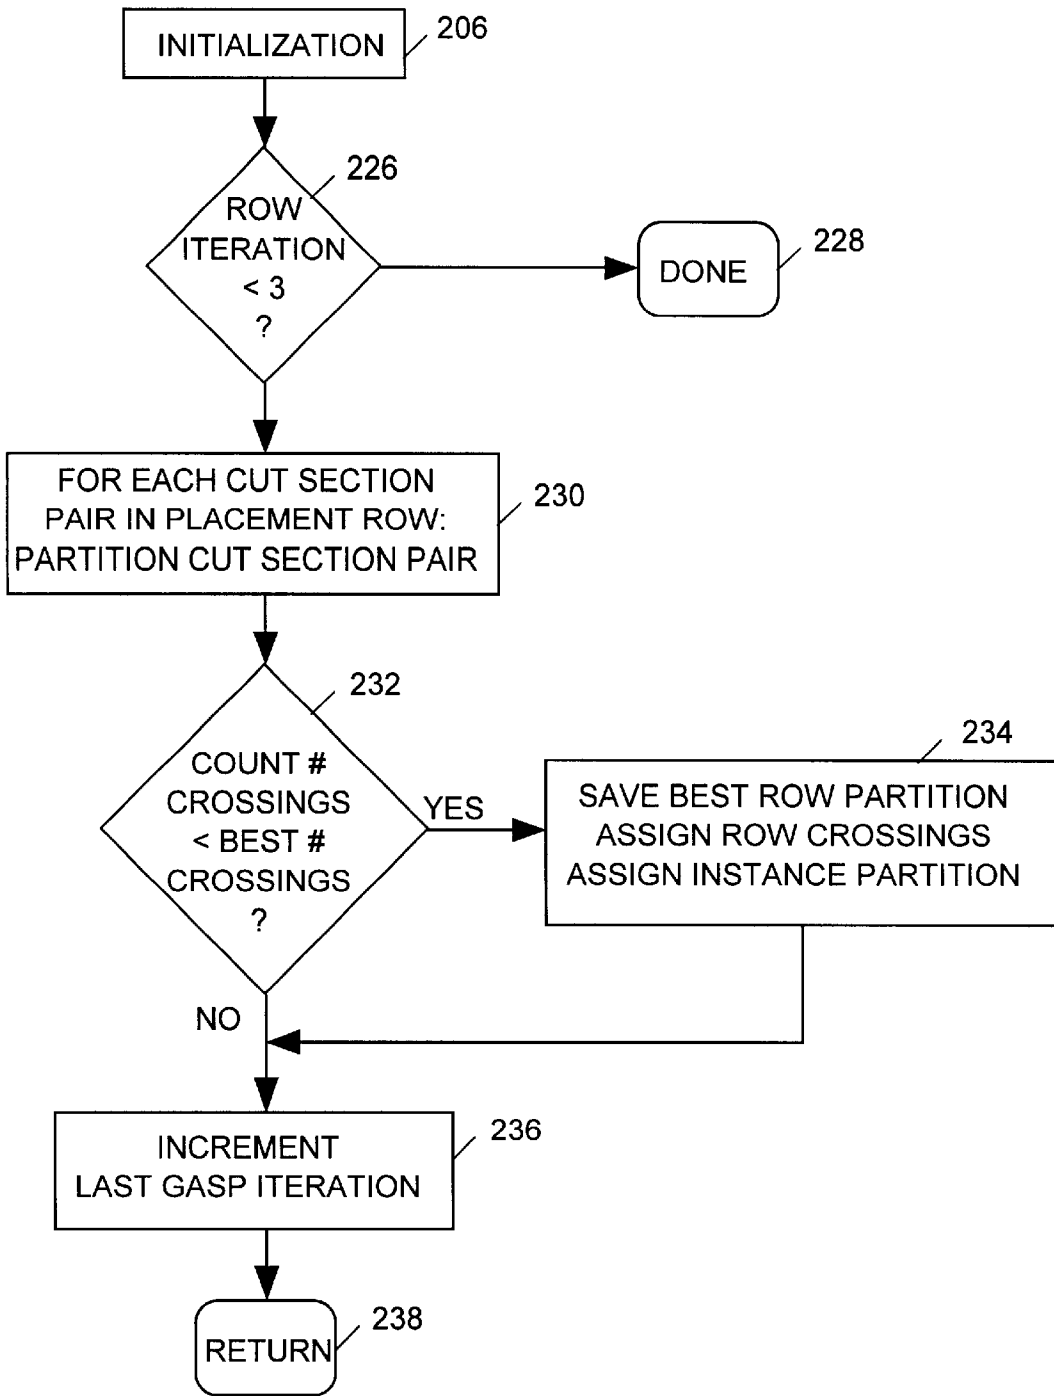 INITIALIZATION
206
226
ROW
ITERATION
< 3
?
DONE
228
FOR EACH CUT SECTION
PAIR IN PLACEMENT ROW:
PARTITION CUT SECTION PAIR
230
232
COUNT #
CROSSINGS
< BEST #
CROSSINGS
?
YES
234
SAVE BEST ROW PARTITION
ASSIGN ROW CROSSINGS
ASSIGN INSTANCE PARTITION
NO
INCREMENT
LAST GASP ITERATION
236
RETURN
238